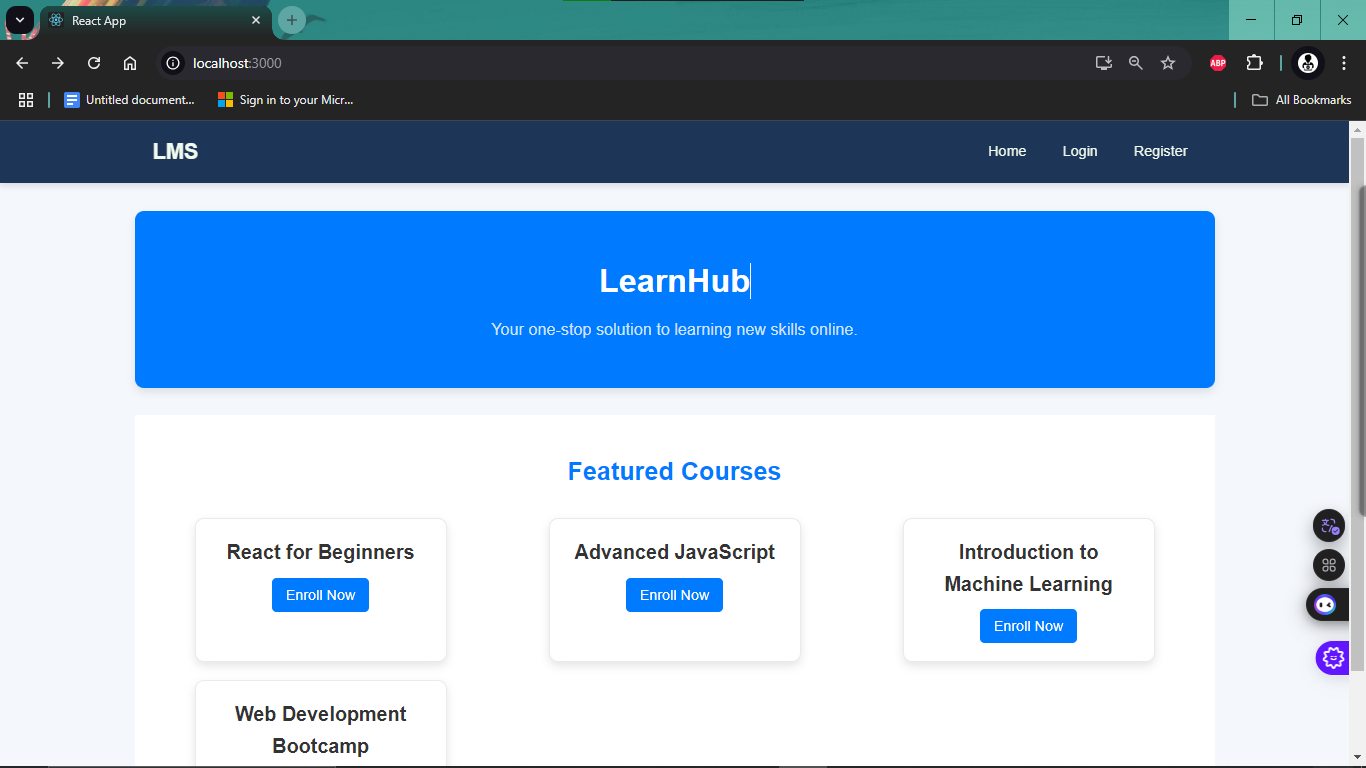 React App
localhost:3000
ABP
Untitled document...
Sign in to your Micr...
All Bookmarks
LMS
Home
Login
Register
LearnHub
Your one-stop solution to learning new skills online.
Featured Courses
React for Beginners
Enroll Now
Advanced JavaScript
Enroll Now
Introduction to
Machine Learning
Enroll Now
Web Development
Bootcamp